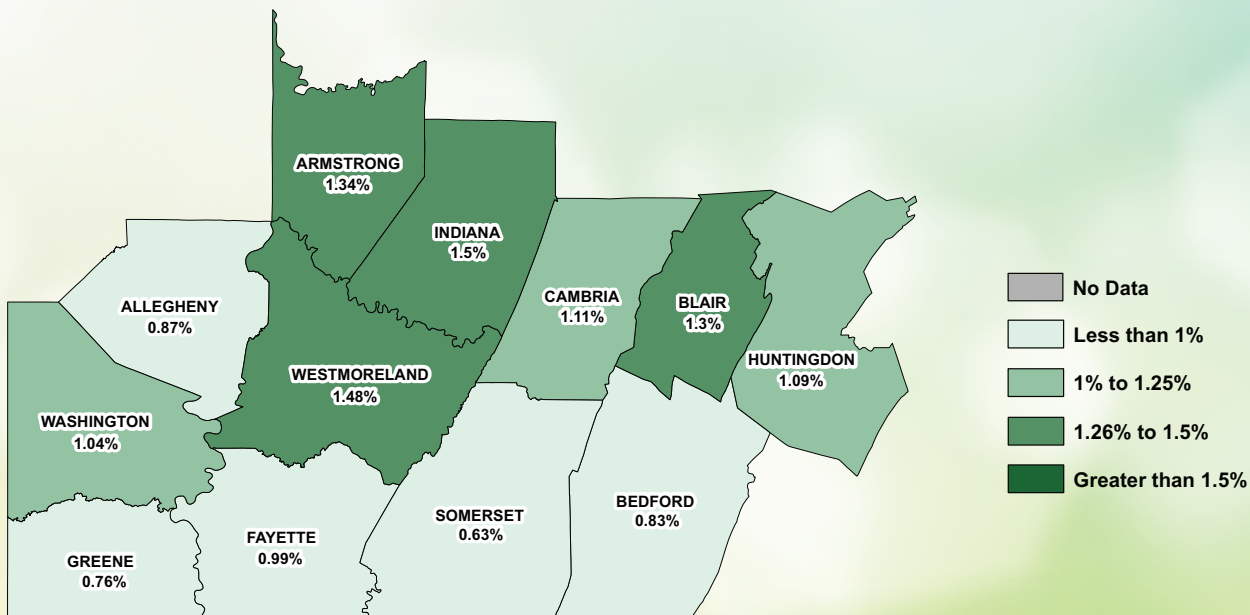 ARMSTRONG
1.34%
INDIANA
1.5%
ALLEGHENY
0.87%
CAMBRIA
1.11%
BLAIR
1.3%
HUNTINGDON
1.09%
WESTMORELAND
1.48%
WASHINGTON
1.04%
SOMERSET
0.63%
BEDFORD
0.83%
FAYETTE
0.99%
GREENE
0.76%
No Data
Less than 1%
1% to 1.25%
1.26% to 1.5%
Greater than 1.5%